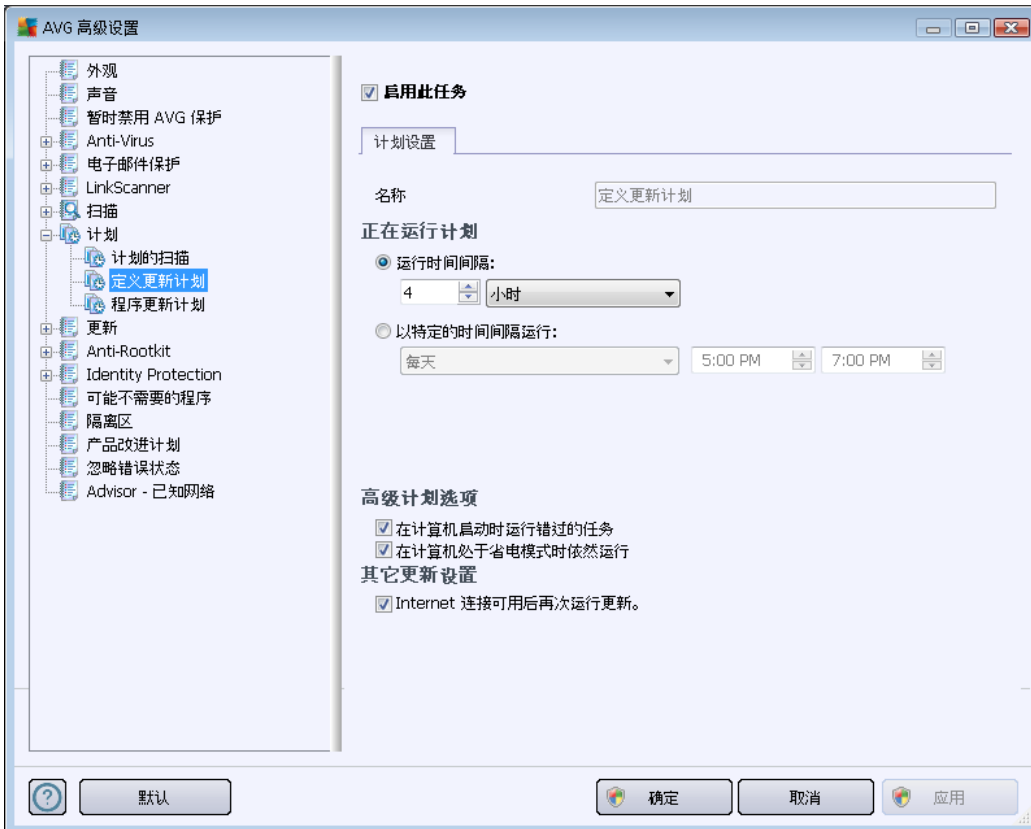 AVG 高级设置
外观
声音
暂时禁用 AVG 保护
Anti-Virus
电子邮件保护
LinkScanner
扫描
计划
计划的扫描
定义更新计划
程序更新计划
更新
Anti-Rootkit
Identity Protection
可能不需要的程序
隔离区
产品改进计划
忽略错误状态
Advisor - 已知网络
启用此任务
计划设置
名称 定义更新计划
正在运行计划
运行时间间隔:
4 小时
以特定的时间间隔运行:
每天 5:00 PM 7:00 PM
高级计划选项
在计算机启动时运行错过的任务
在计算机处于省电模式时依然运行
其它更新设置
Internet 连接可用后再次运行更新。
? 默认 确定 取消 应用